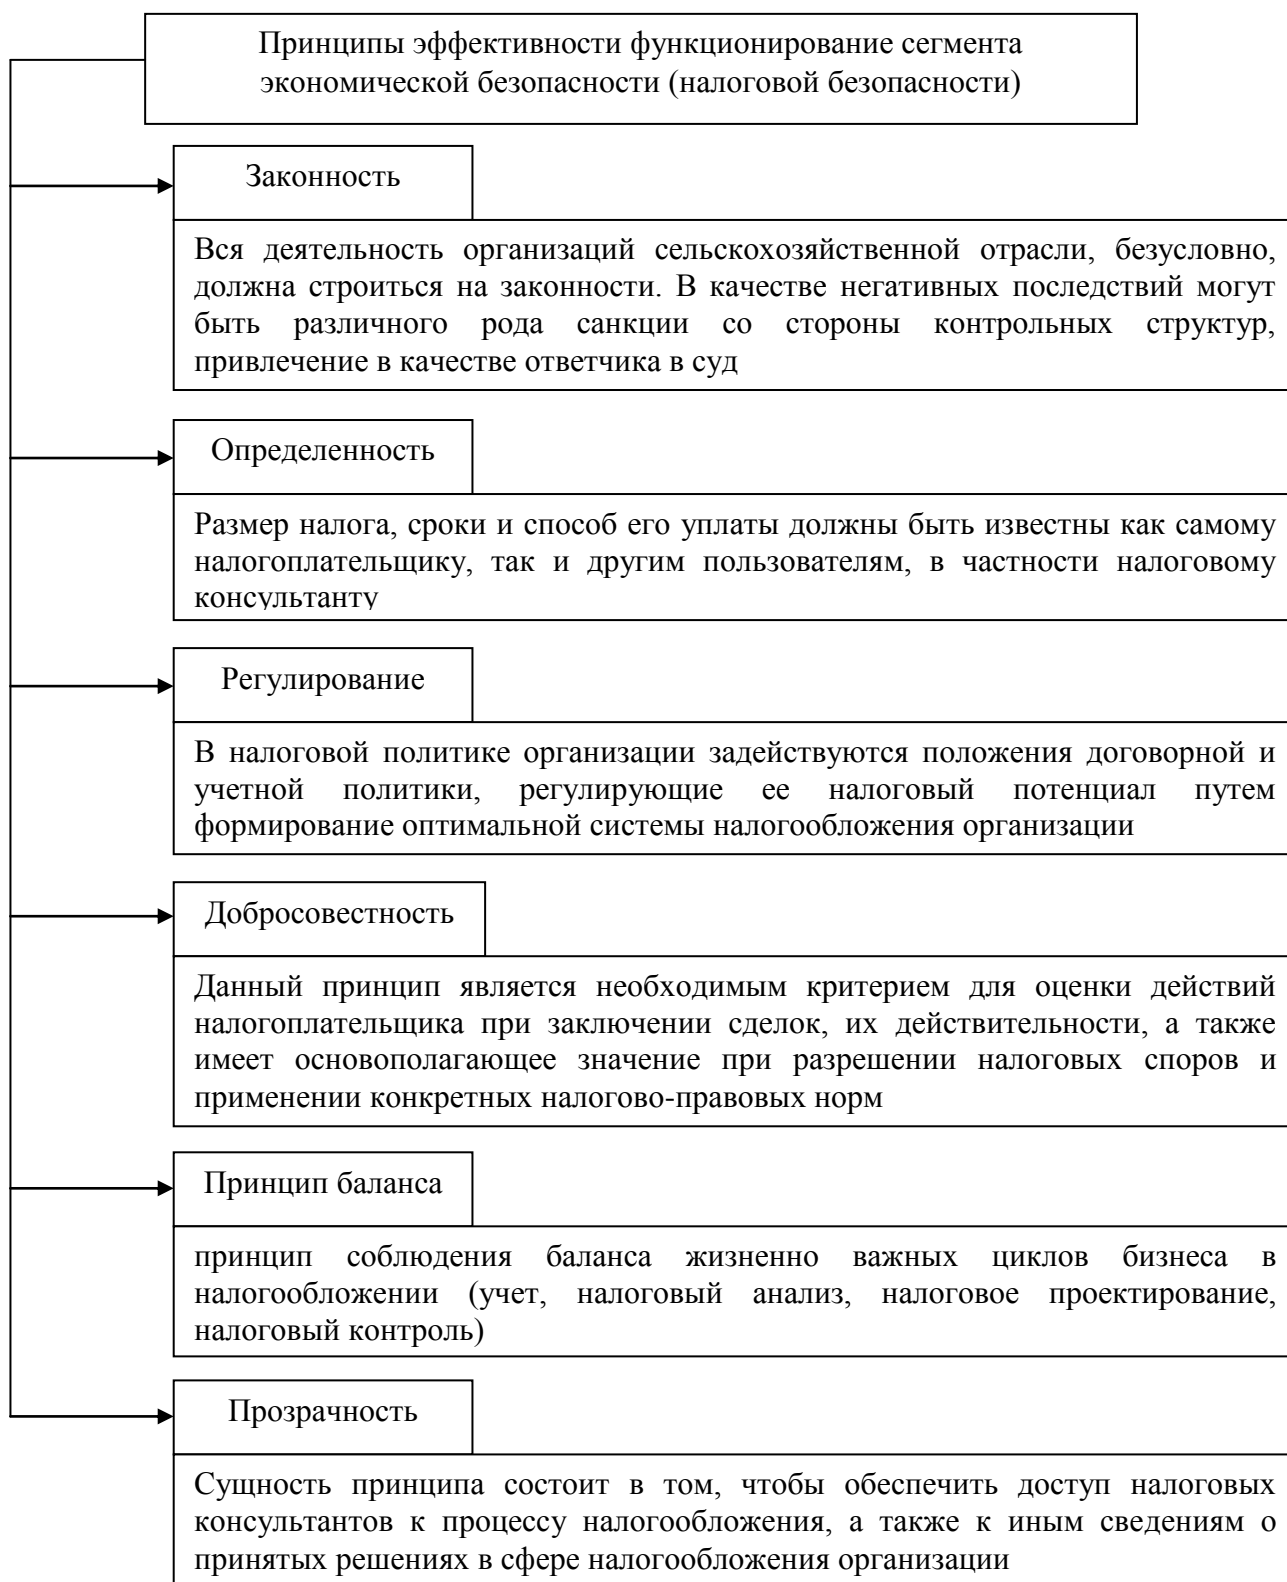 Принципы эффективности функционирование сегмента
экономической безопасности (налоговой безопасности)
Законность
Вся деятельность организаций сельскохозяйственной отрасли, безусловно,
должна строиться на законности. В качестве негативных последствий могут
быть различного рода санкции со стороны контрольных структур,
привлечение в качестве ответчика в суд
Определенность
Размер налога, сроки и способ его уплаты должны быть известны как самому
налогоплательщику, так и другим пользователям, в частности налоговому
консультанту
Регулирование
В налоговой политике организации задействуются положения договорной и
учетной политики, регулирующие ее налоговый потенциал путем
формирование оптимальной системы налогообложения организации
Добросовестность
Данный принцип является необходимым критерием для оценки действий
налогоплательщика при заключении сделок, их действительности, а также
имеет основополагающее значение при разрешении налоговых споров и
применении конкретных налогово-правовых норм
Принцип баланса
принцип соблюдения баланса жизненно важных циклов бизнеса в
налогообложении (учет, налоговый анализ, налоговое проектирование,
налоговый контроль)
Прозрачность
Сущность принципа состоит в том, чтобы обеспечить доступ налоговых
консультантов к процессу налогообложения, а также к иным сведениям о
принятых решениях в сфере налогообложения организации